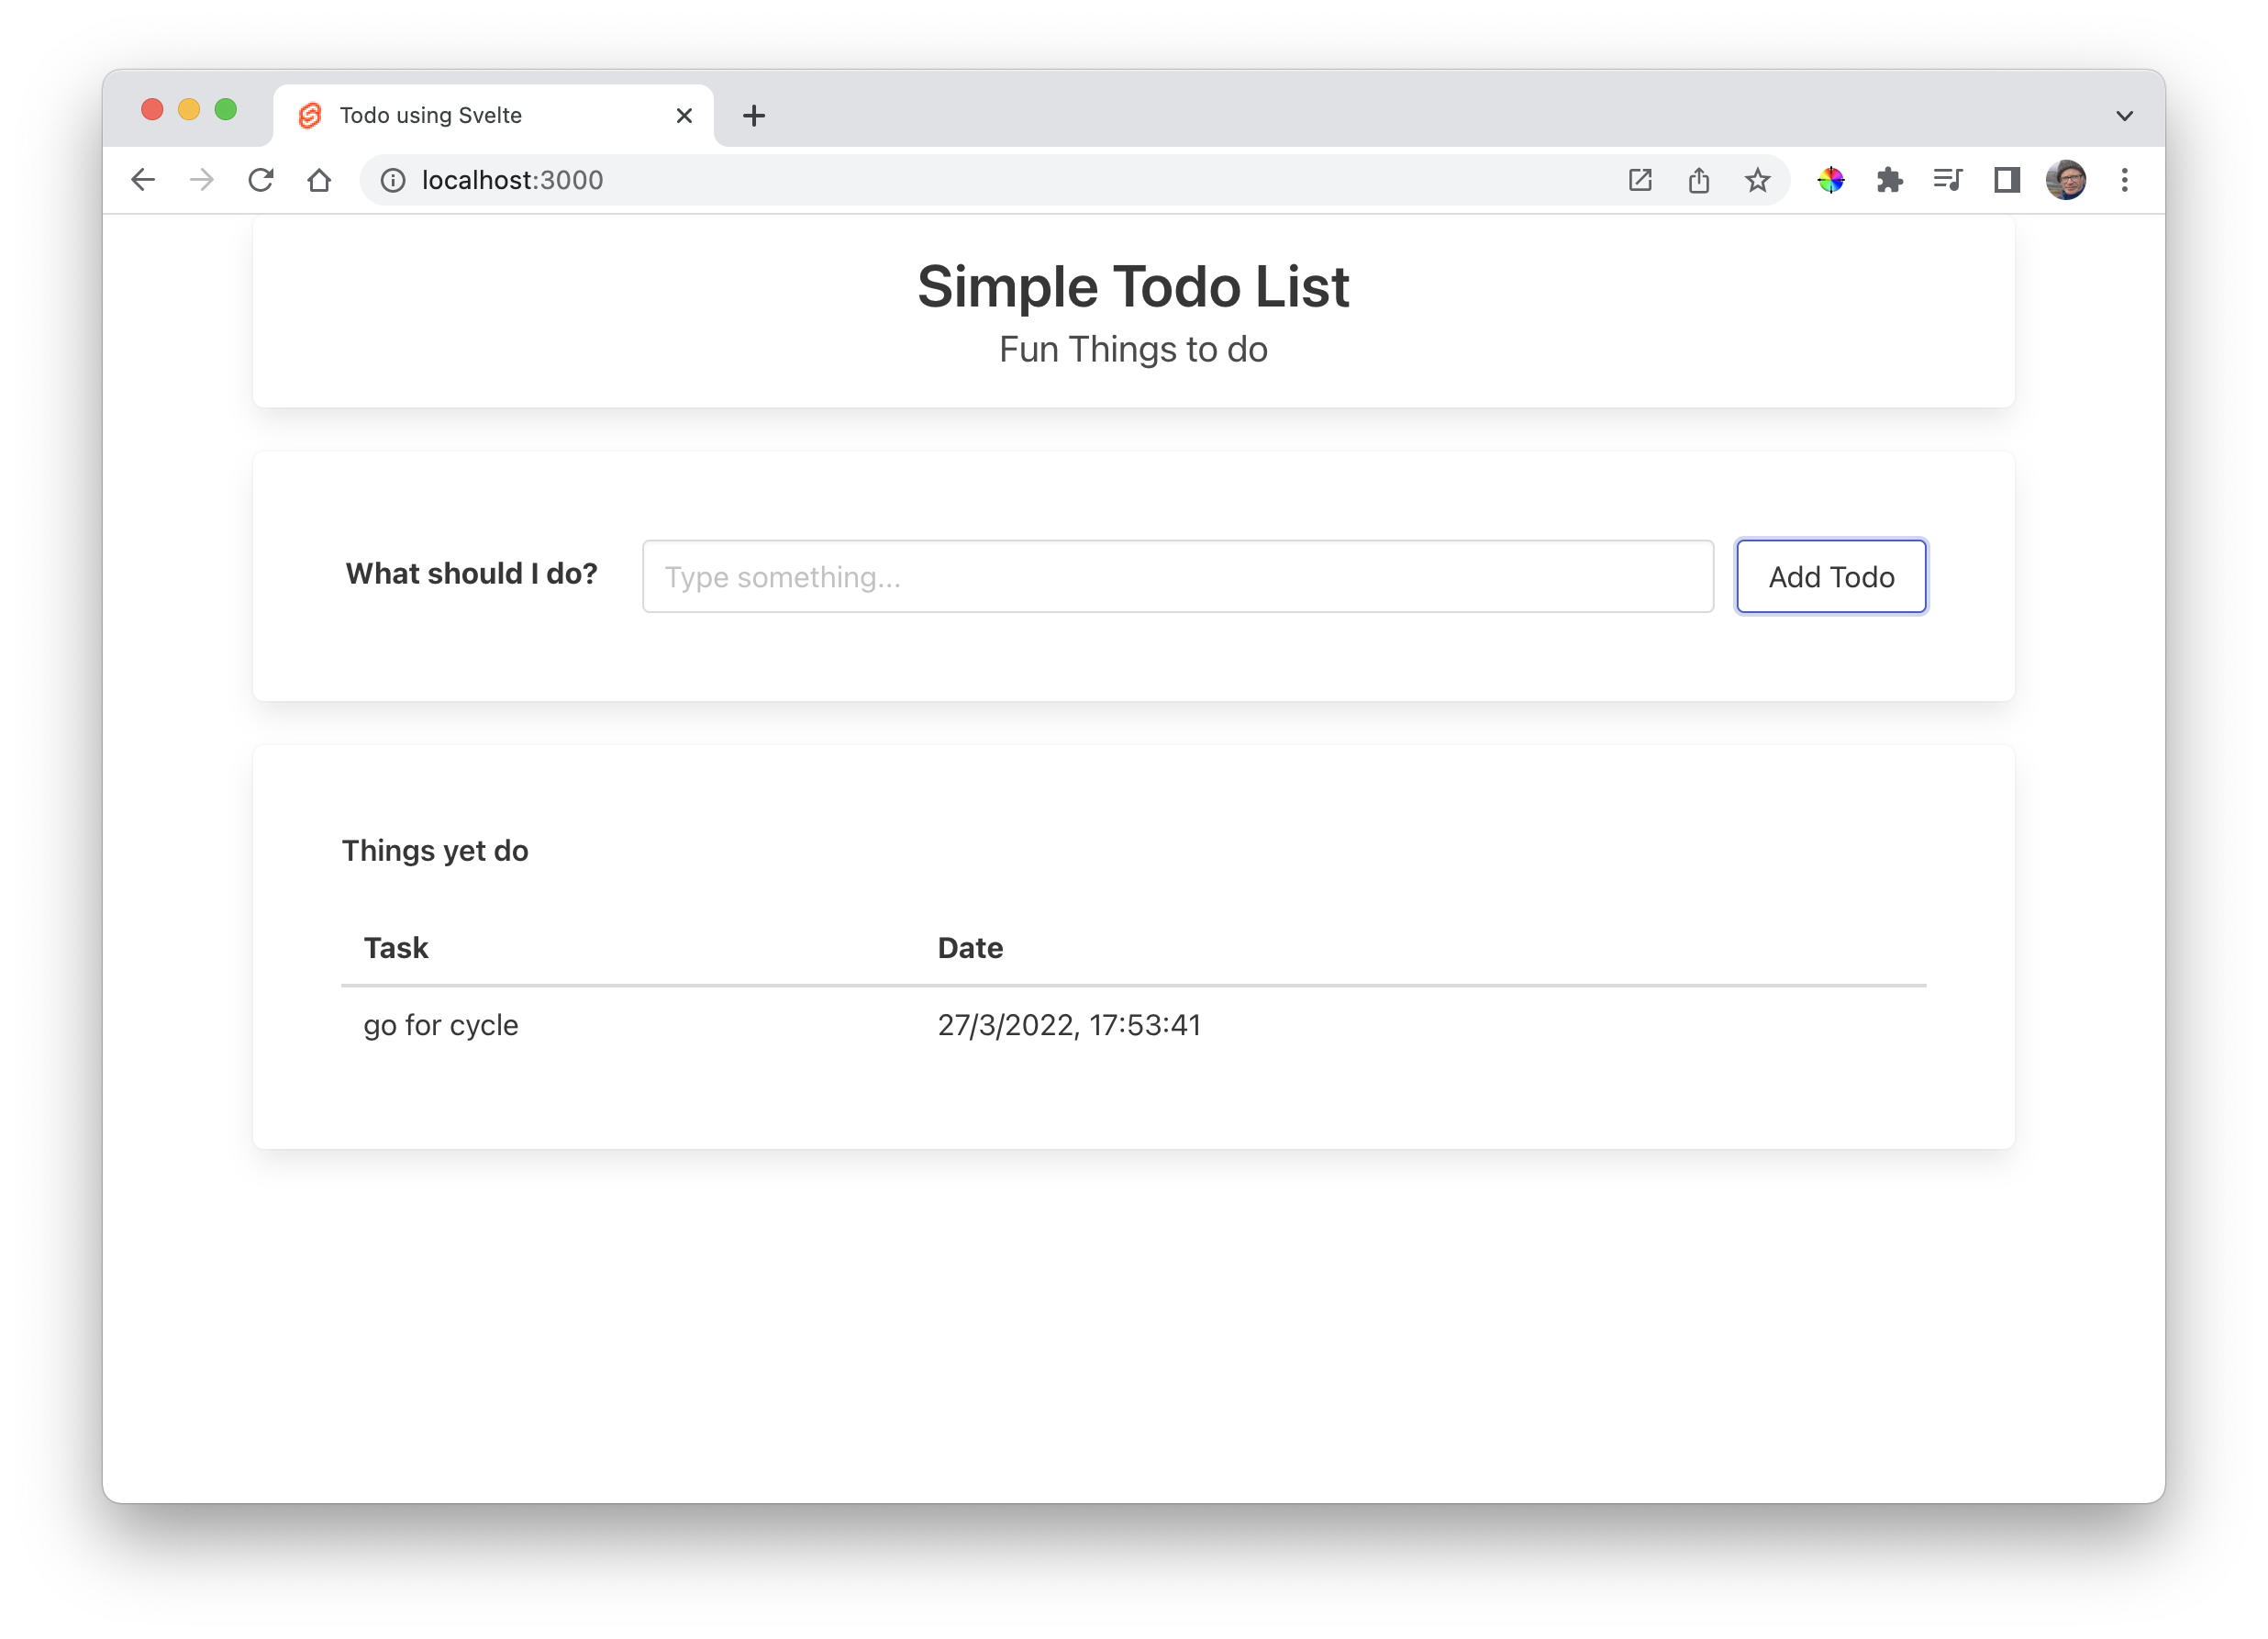 Todo using Svelte
localhost:3000
Simple Todo List
Fun Things to do
What should I do? Type something... Add Todo
Things yet do
Task Date
go for cycle 27/3/2022, 17:53:41